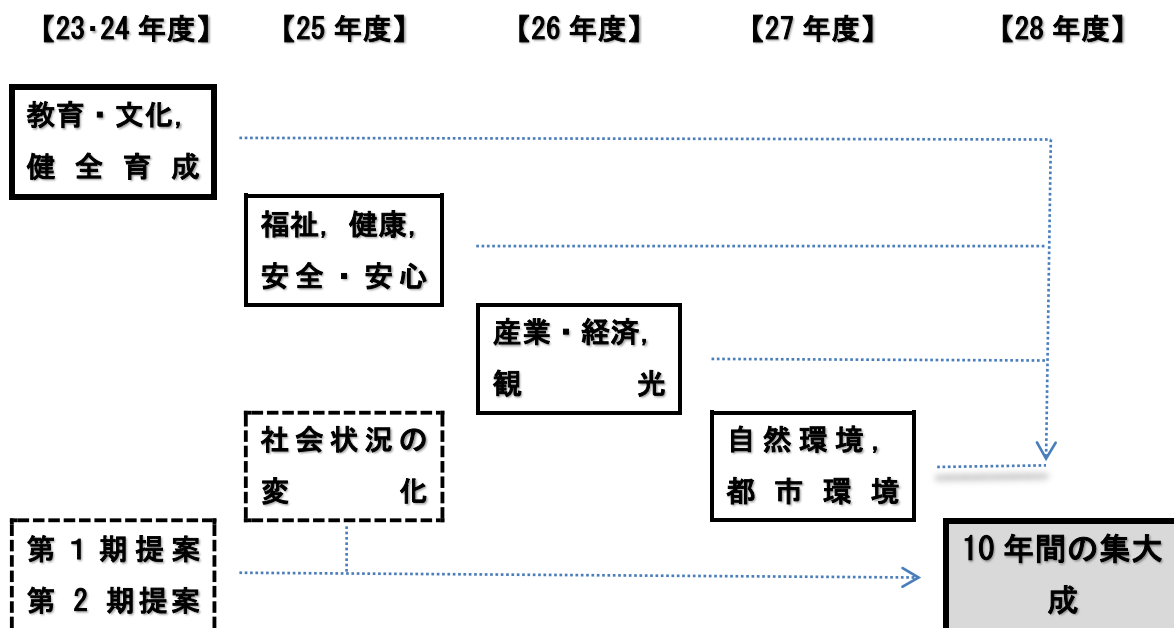 【23・24 年度】 【25 年度】 【26 年度】 【27 年度】 【28 年度】
教育・文化,
健全育成
福祉, 健康,
安全・安心
産業・経済,
観光
社会状況の
変化
自然環境,
都市環境
第1期提案
第2期提案
10 年間の集大
成